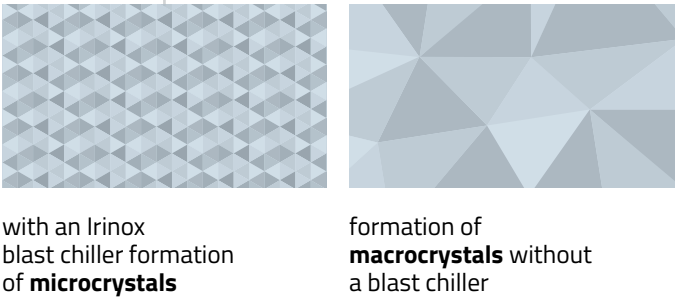 with an Irinox
blast chiller formation
of microcrystals
formation of
macrocrystals without
a blast chiller